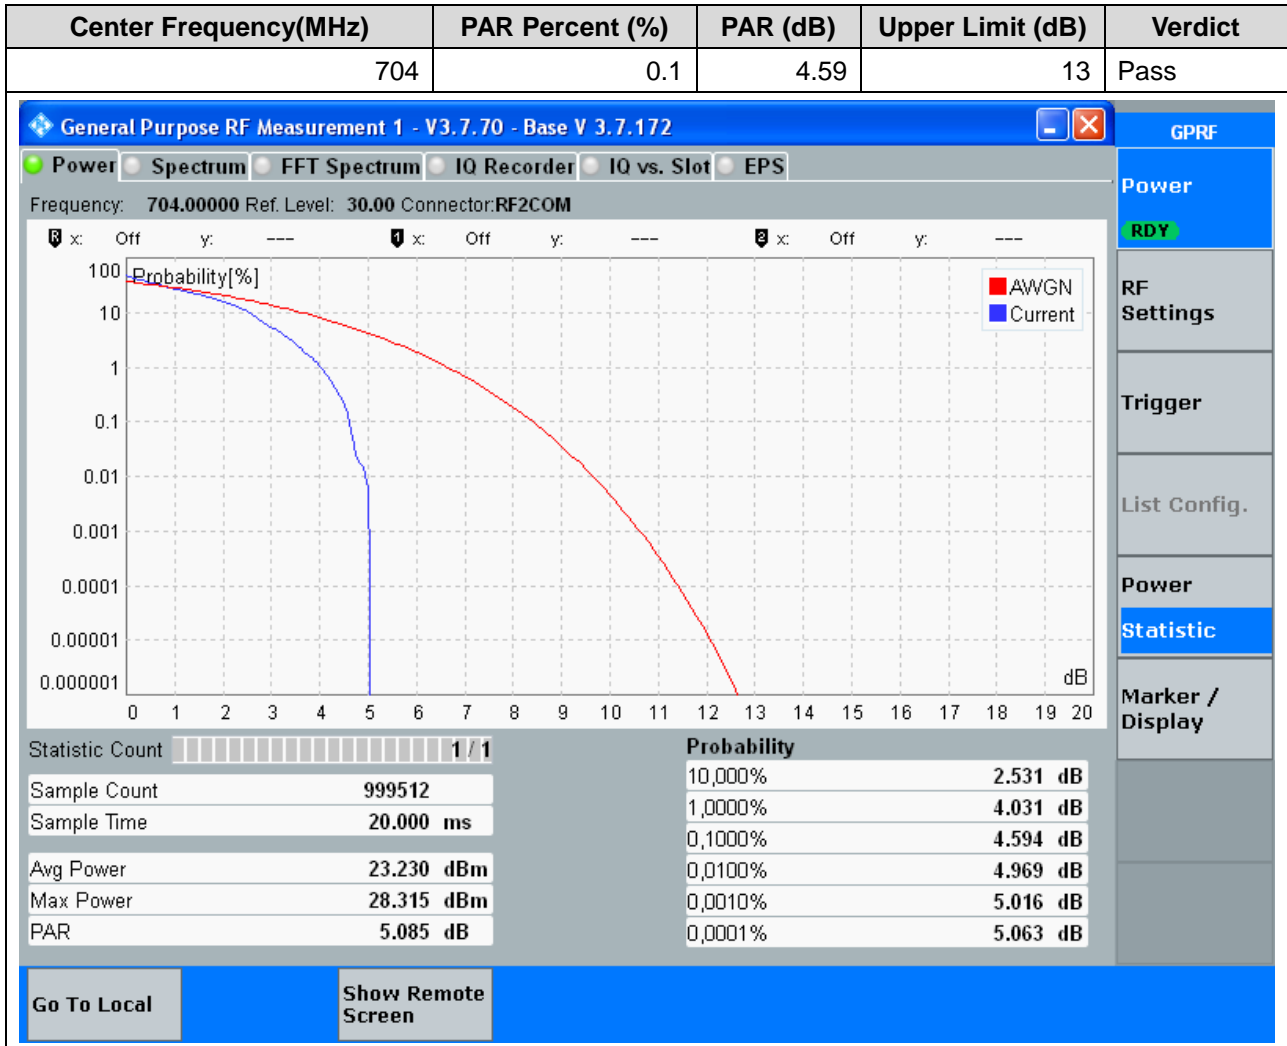 Center Frequency(MHz) PAR Percent (%) PAR (dB) Upper Limit (dB) Verdict
704 0.1 4.59 13 Pass
General Purpose RF Measurement 1 - V3.7.70 - Base V 3.7.172
GPRF
Power Spectrum FFT Spectrum IQ Recorder IQ vs. Slot EPS
Power
RDY
Frequency: 704.00000 Ref. Level: 30.00 Connector:RF2COM
R x: Off y: --- 1 x: Off y: --- 2 x: Off y: ---
Probability[%]
AWGN
Current
100
10
1
0.1
0.01
0.001
0.0001
0.00001
0.000001
dB
0 1 2 3 4 5 6 7 8 9 10 11 12 13 14 15 16 17 18 19 20
RF
Settings
Trigger
List Config.
Power
Statistic
Marker /
Display
Statistic Count 1 / 1
Sample Count 999512
Sample Time 20.000 ms
Avg Power 23.230 dBm
Max Power 28.315 dBm
PAR 5.085 dB
Probability
10,000% 2.531 dB
1,0000% 4.031 dB
0,1000% 4.594 dB
0,0100% 4.969 dB
0,0010% 5.016 dB
0,0001% 5.063 dB
Go To Local
Show Remote
Screen